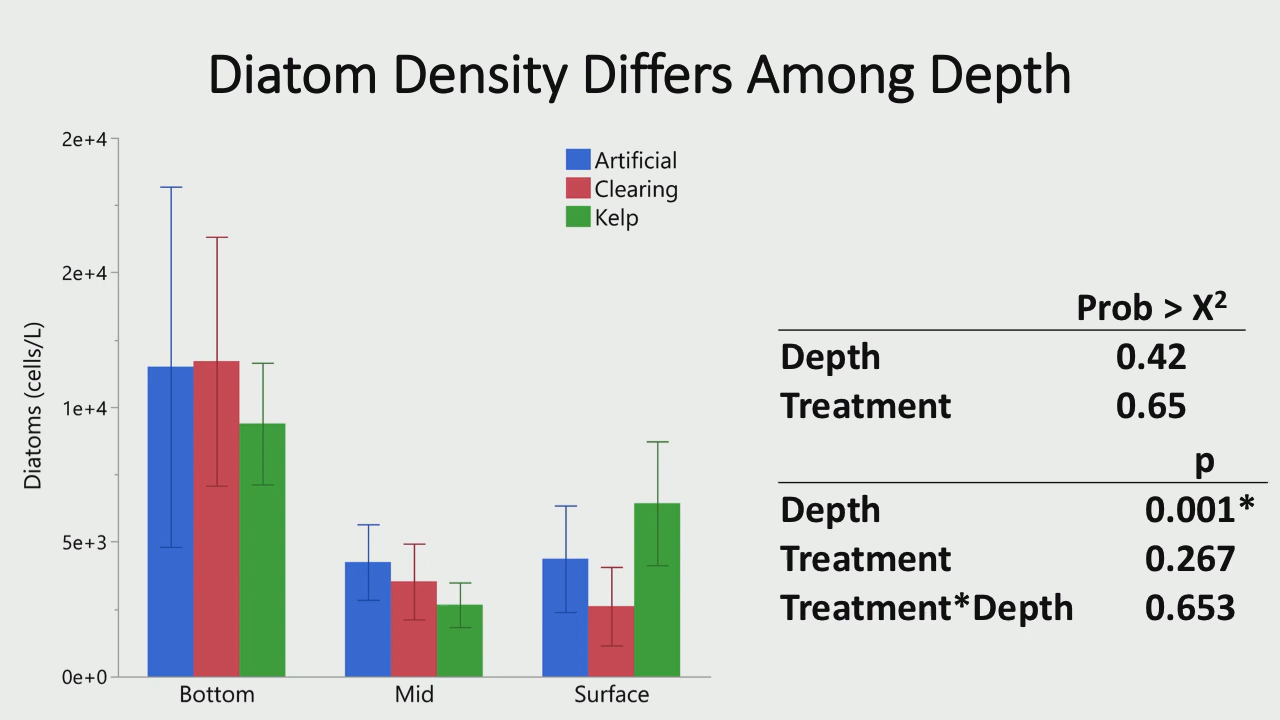 Diatom Density Differs Among Depth
2e+4
2e+4
1e+4
5e+3
0e+0
Diatoms (cells/L)
Artificial
Clearing
Kelp
Bottom Mid Surface
Prob > X²
Depth 0.42
Treatment 0.65
p
Depth 0.001*
Treatment 0.267
Treatment*Depth 0.653